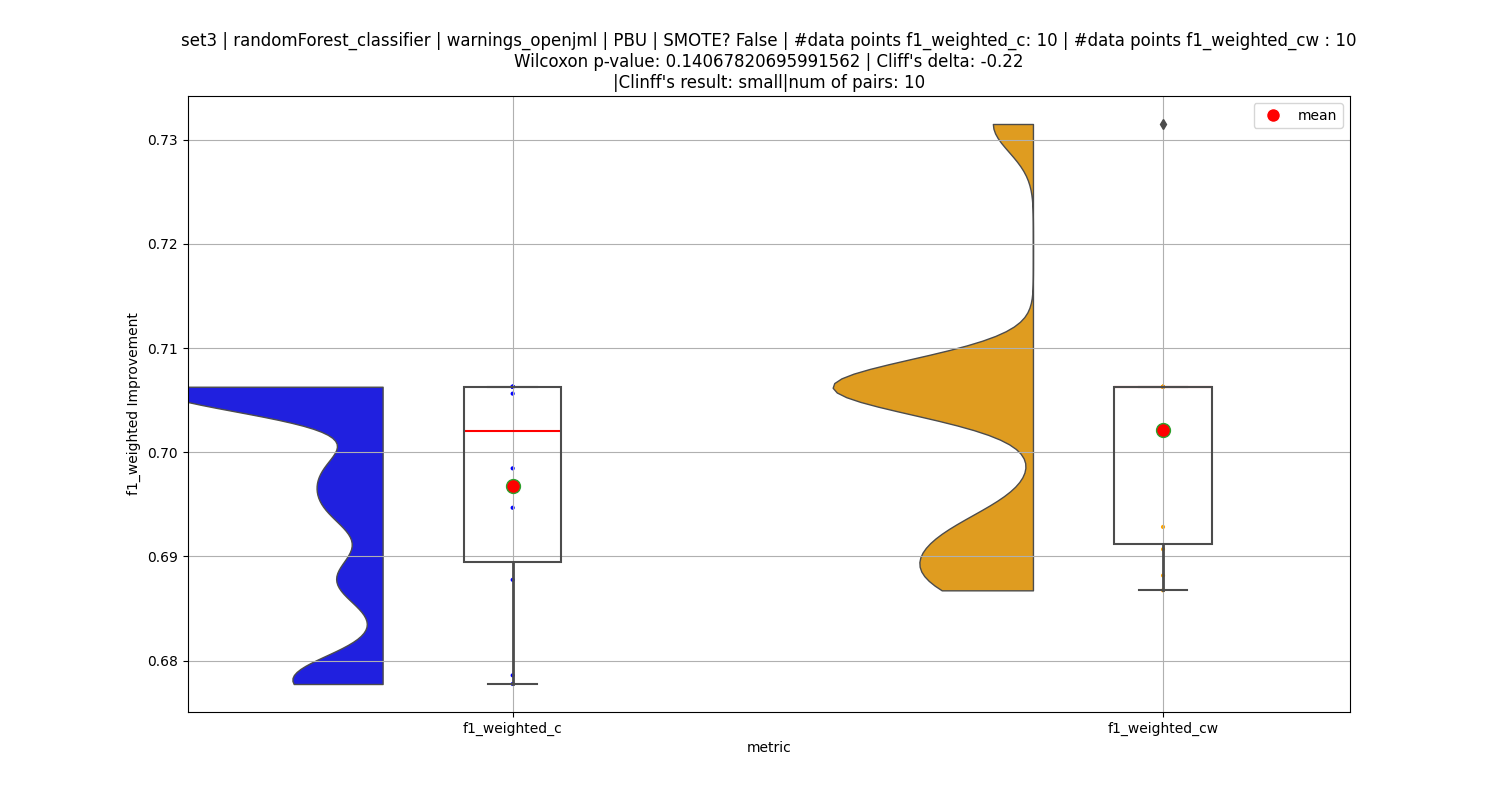 set3 | randomForest_classifier | warnings_openjml | PBU | SMOTE? False | #data points f1_weighted_c: 10 | #data points f1_weighted_cw : 10
Wilcoxon p-value: 0.14067820695991562 | Cliff's delta: -0.22
|Clinff's result: small|num of pairs: 10
mean
0.73
0.72
0.71
0.70
0.69
0.68
f1_weighted Improvement
f1_weighted_c
f1_weighted_cw
metric